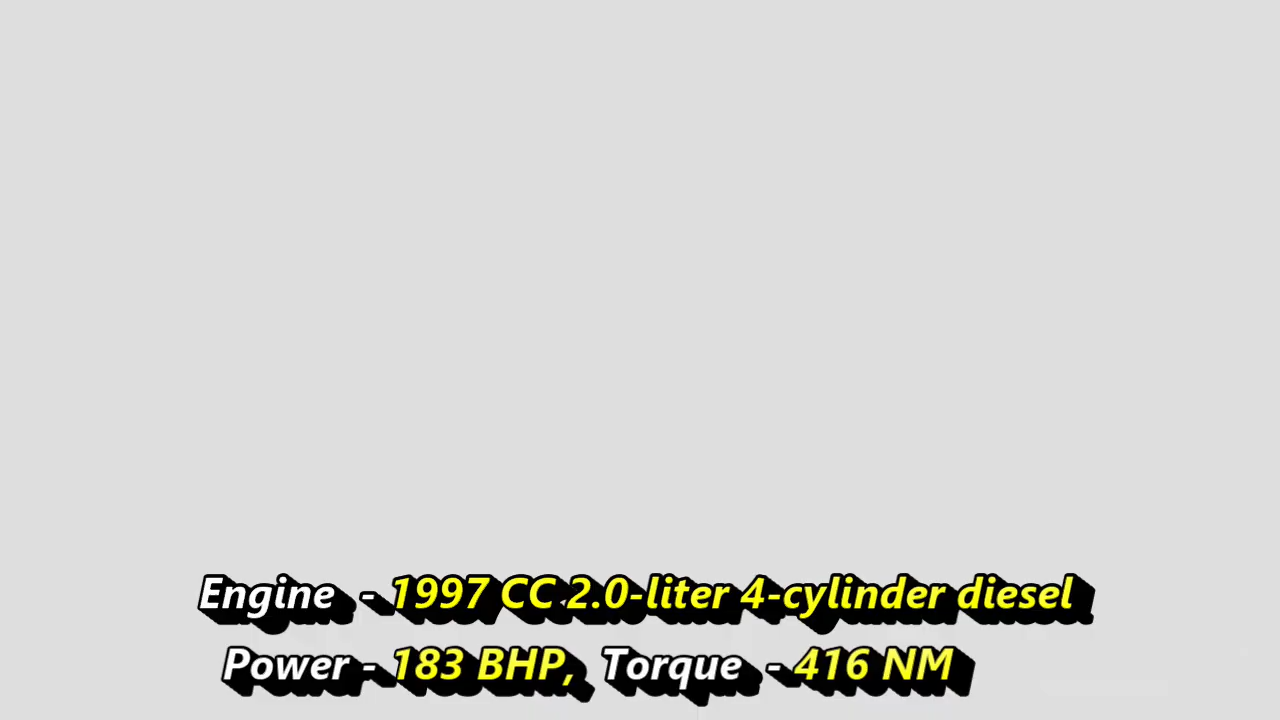 Engine - 1997 CC 2.0-liter 4-cylinder diesel
Power - 183 BHP, Torque - 416 NM